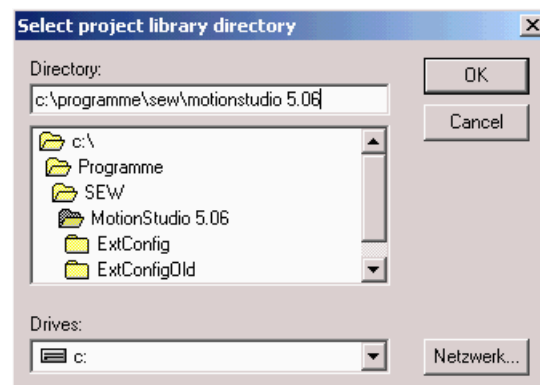 Select project library directory
Directory:
c:\programme\sew\motionstudio 5.06
c:\
Programme
SEW
MotionStudio 5.06
ExtConfig
ExtConfigOld
Drives:
c:
OK
Cancel
Netzwerk...